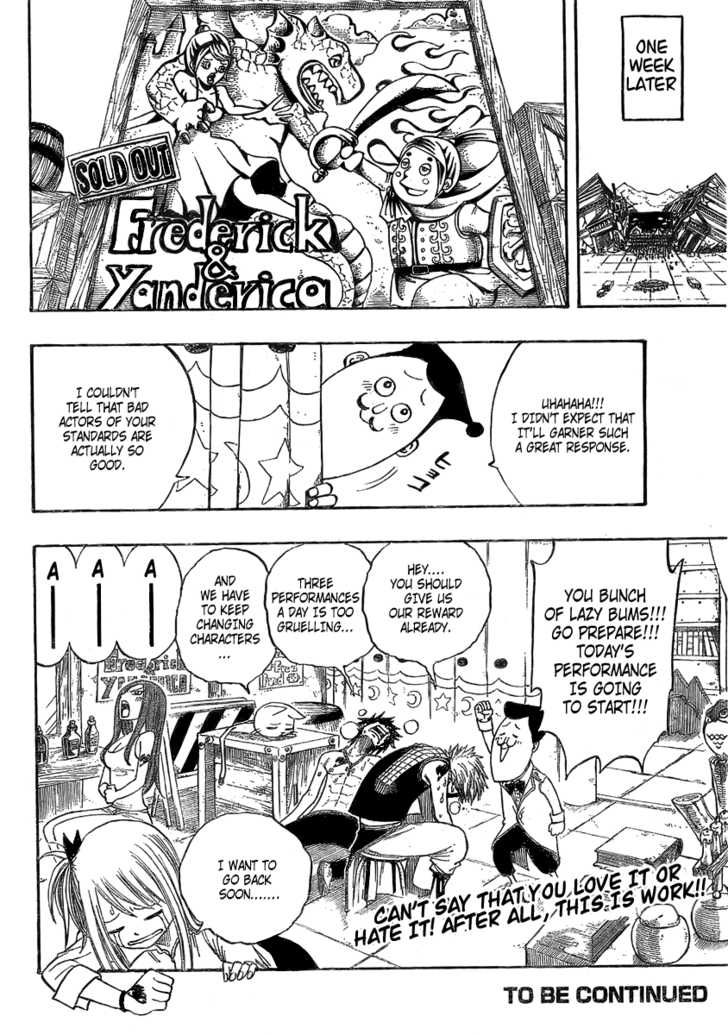 ONE
WEEK
LATER
SOLD OUT
Frederick
&
Yanderica
UHAHAHA!!!
I DIDN'T EXPECT THAT
IT'LL GARNER SUCH
A GREAT RESPONSE.
I COULDN'T
TELL THAT BAD
ACTORS OF YOUR
STANDARDS ARE
ACTUALLY SO
GOOD.
YOU BUNCH
OF LAZY BUMS!!!
GO PREPARE!!!
TODAY'S
PERFORMANCE
IS GOING
TO START!!!
HEY....
YOU SHOULD
GIVE US
OUR REWARD
ALREADY.
THREE
PERFORMANCES
A DAY IS TOO
GRUELLING...
AND
WE HAVE
TO KEEP
CHANGING
CHARACTERS
...
A
A
A
Frederick
YANDERICA
I WANT TO
GO BACK
SOON.......
CAN'T SAY THAT YOU LOVE IT OR
HATE IT! AFTER ALL, THIS IS WORK!!
TO BE CONTINUED